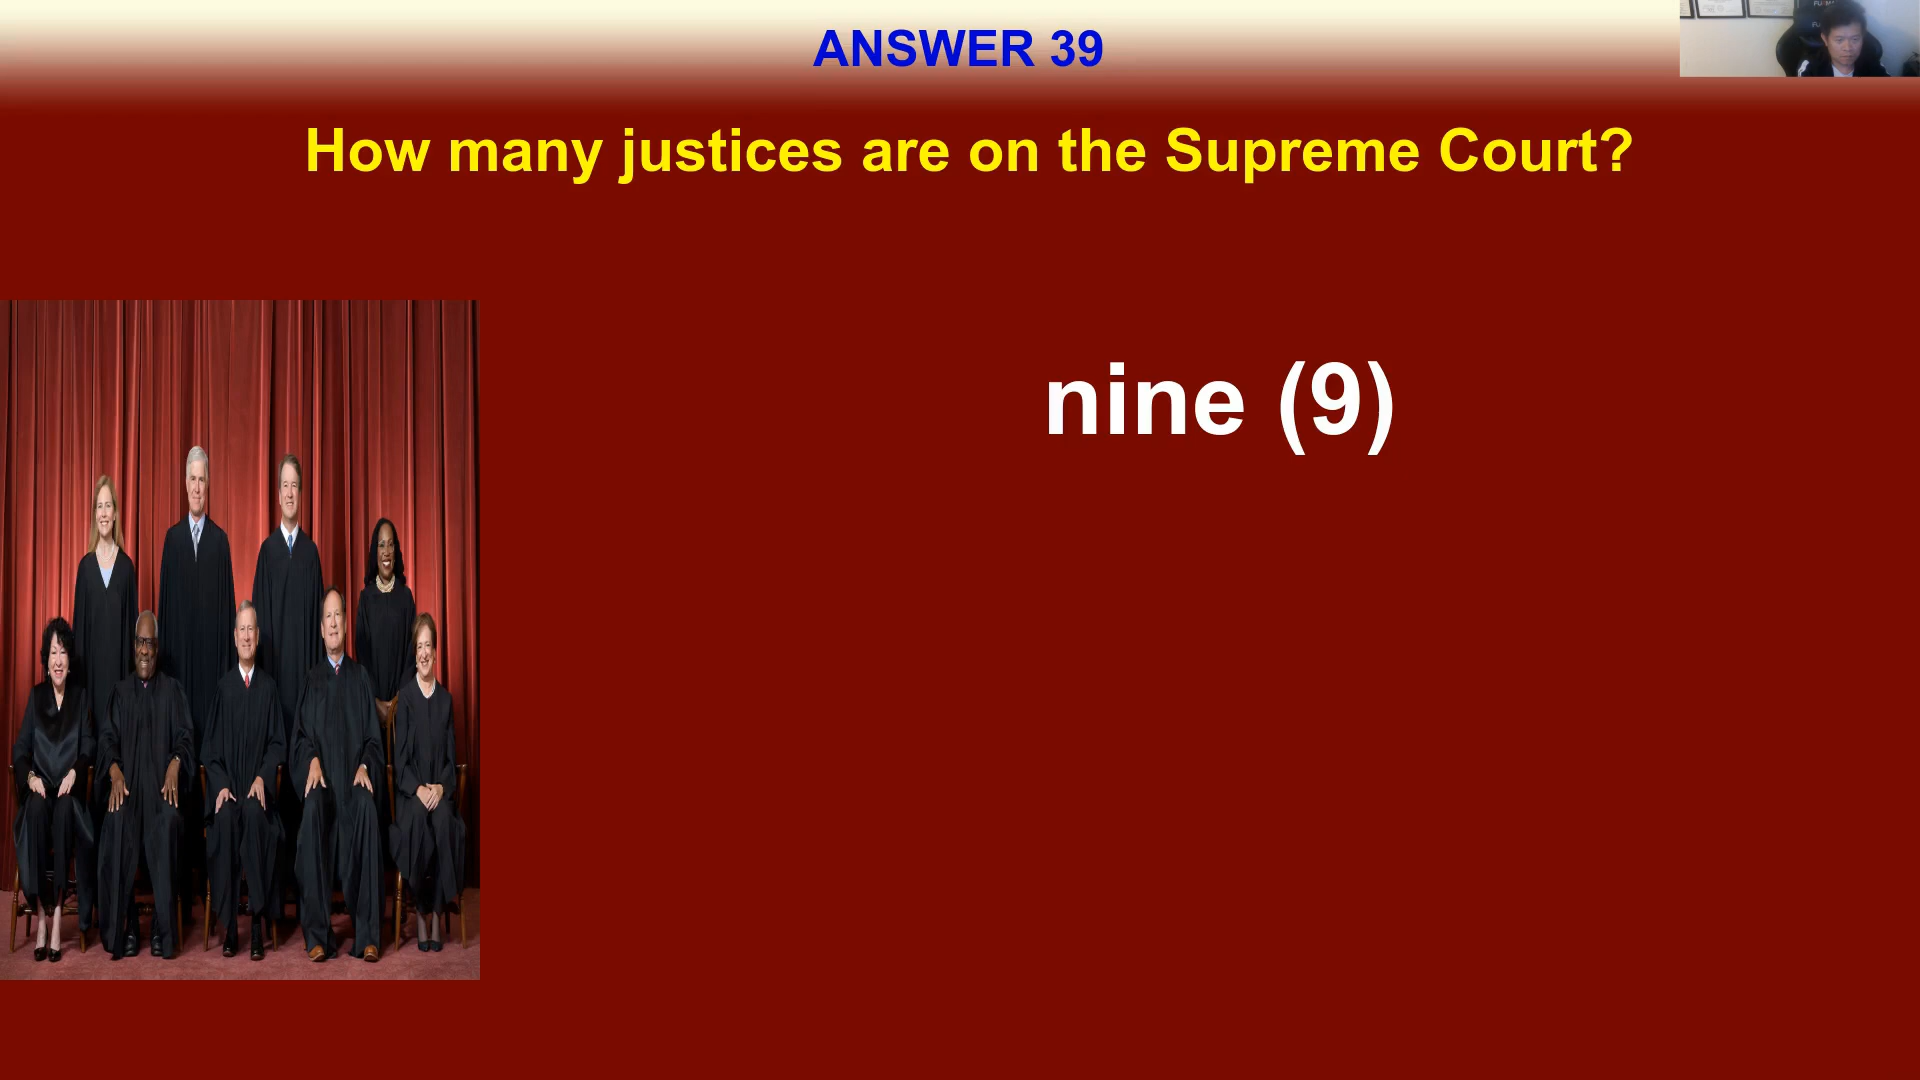 ANSWER 39
How many justices are on the Supreme Court?
nine (9)